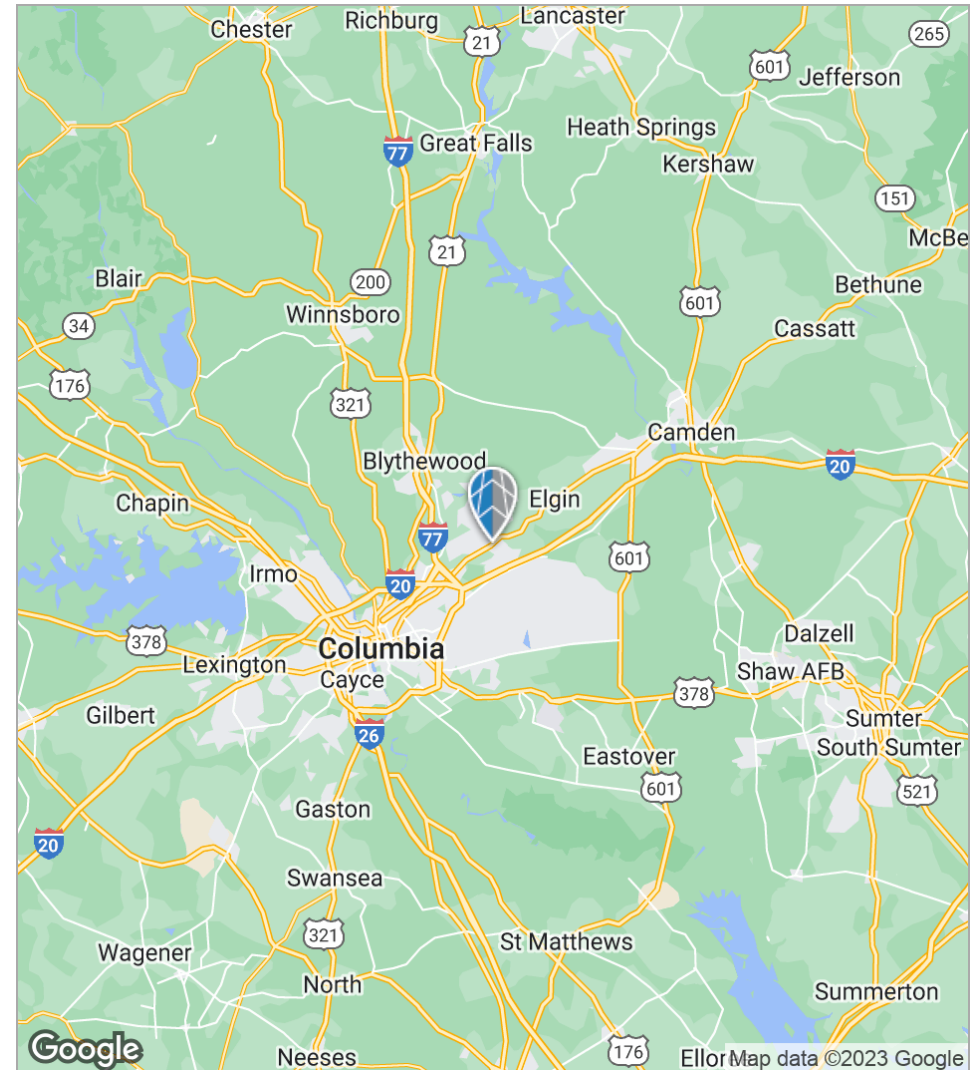 Chester
Richburg
Lancaster
21
265
601
Jefferson
Heath Springs
77
Great Falls
Kershaw
151
21
McBe
Blair
200
Bethune
601
Winnsboro
34
Cassatt
176
321
Camden
Blythewood
20
Chapin
Elgin
77
601
Irmo
20
378
Columbia
Dalzell
Lexington
Shaw AFB
Cayce
378
Gilbert
Sumter
26
South Sumter
Eastover
601
521
Gaston
20
Swansea
321
St Matthews
Wagener
North
Summerton
Google
Neeses
176
Ellore
Map data ©2023 Google